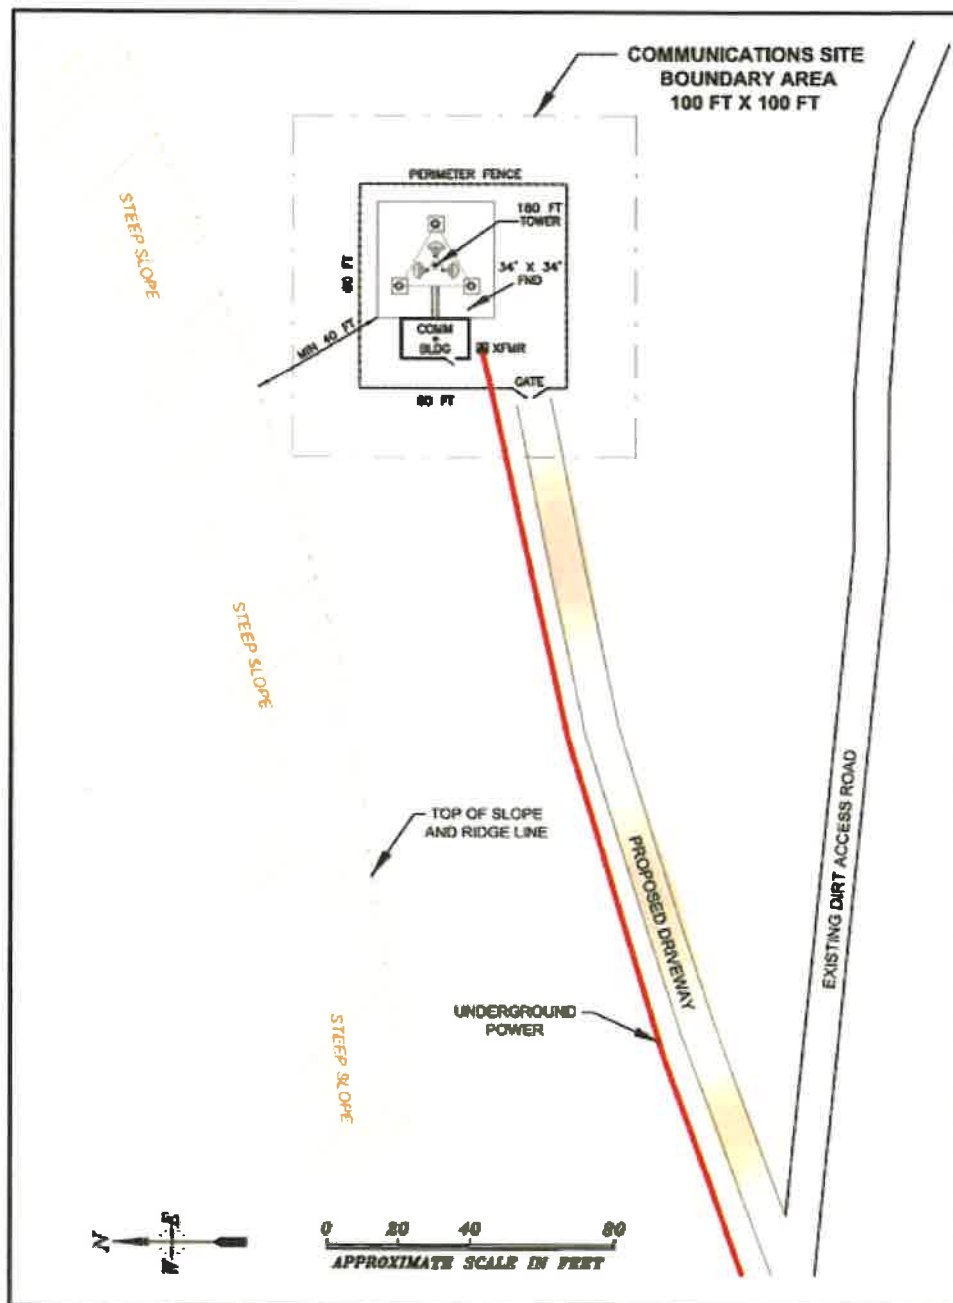 COMMUNICATIONS SITE
BOUNDARY AREA
100 FT X 100 FT
PERIMETER FENCE
180 FT
TOWER
34" X 34"
FND
60 FT
MIN 40 FT.
COMM
BLDG
XFMR
GATE
60 FT
STEEP SLOPE
STEEP SLOPE
TOP OF SLOPE
AND RIDGE LINE
PROPOSED DRIVEWAY
EXISTING DIRT ACCESS ROAD
UNDERGROUND
POWER
STEEP SLOPE
N
E
W
0 20 40 80
APPROXIMATE SCALE IN FEET